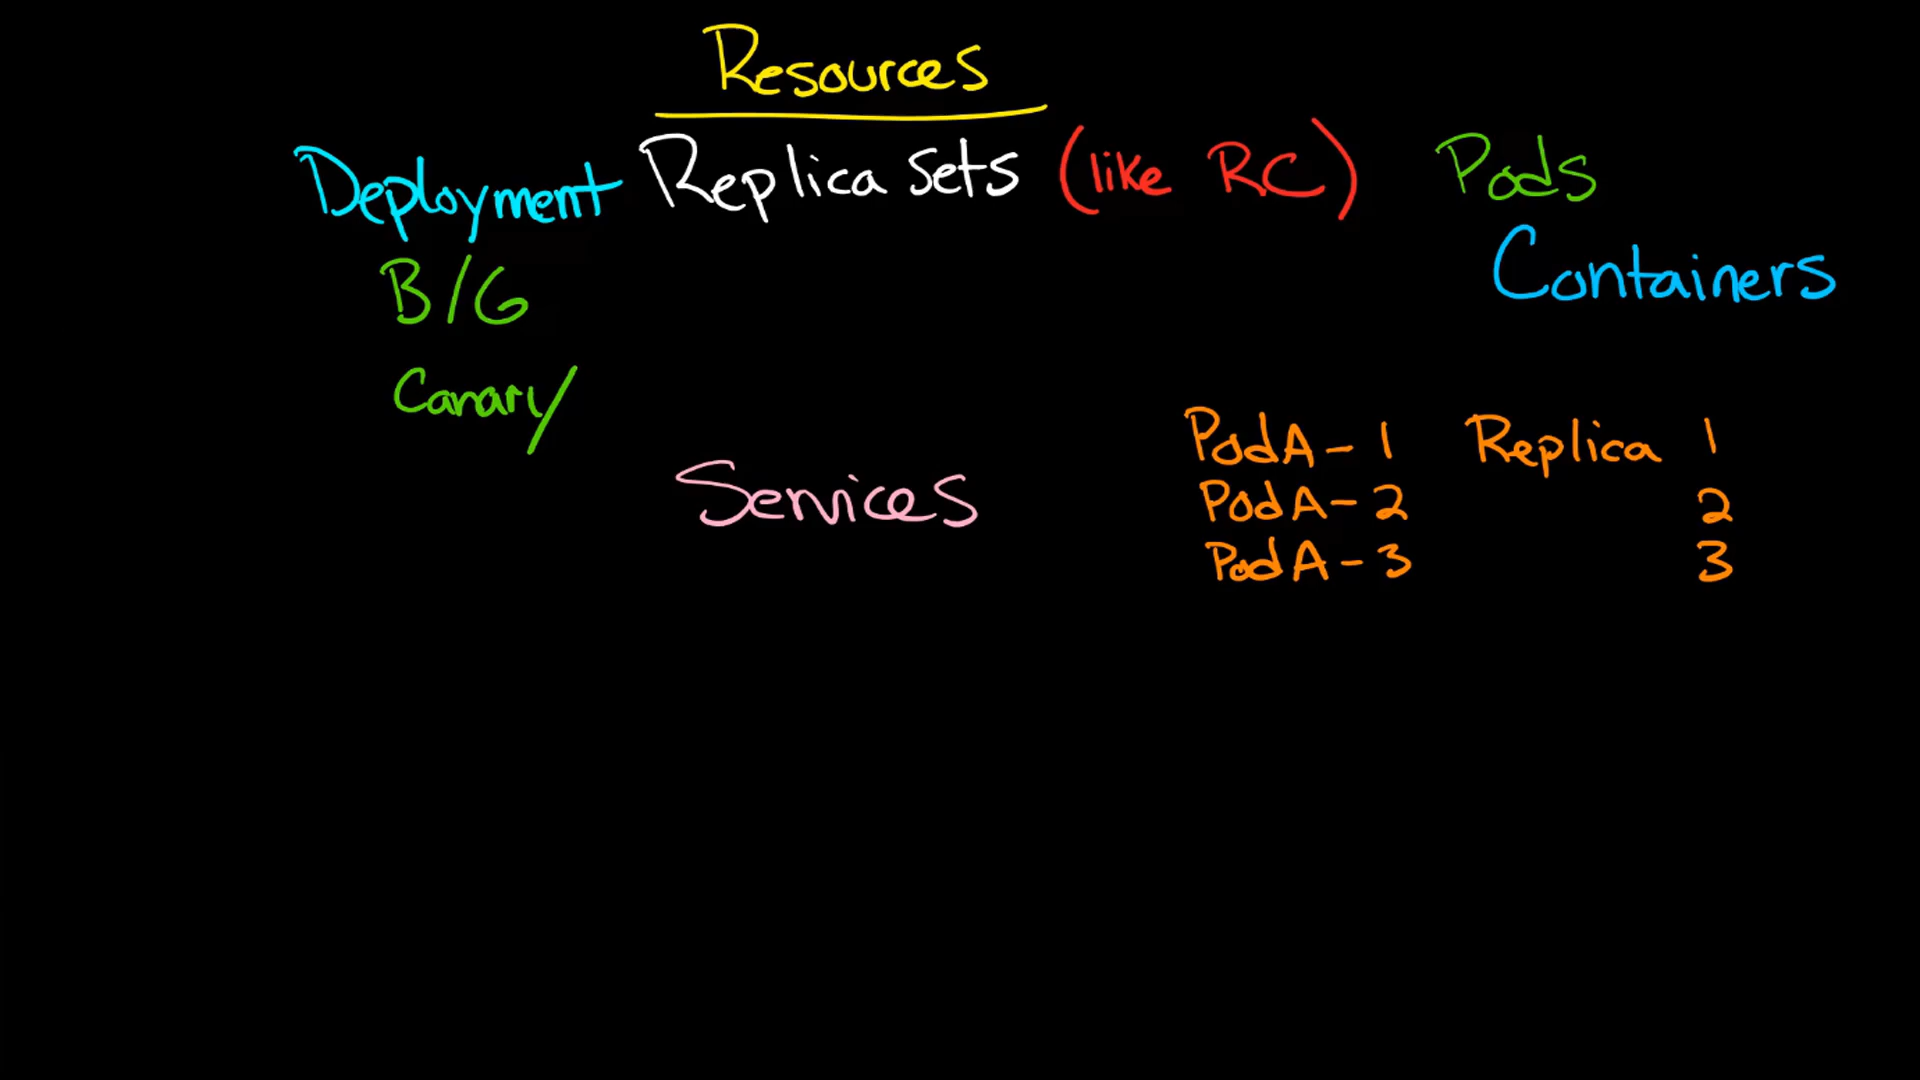 Resources
Deployment Replica Sets (like RC) Pods
B/G Containers
Canary
PodA-1 Replica 1
Services PodA-2 2
PodA-3 3